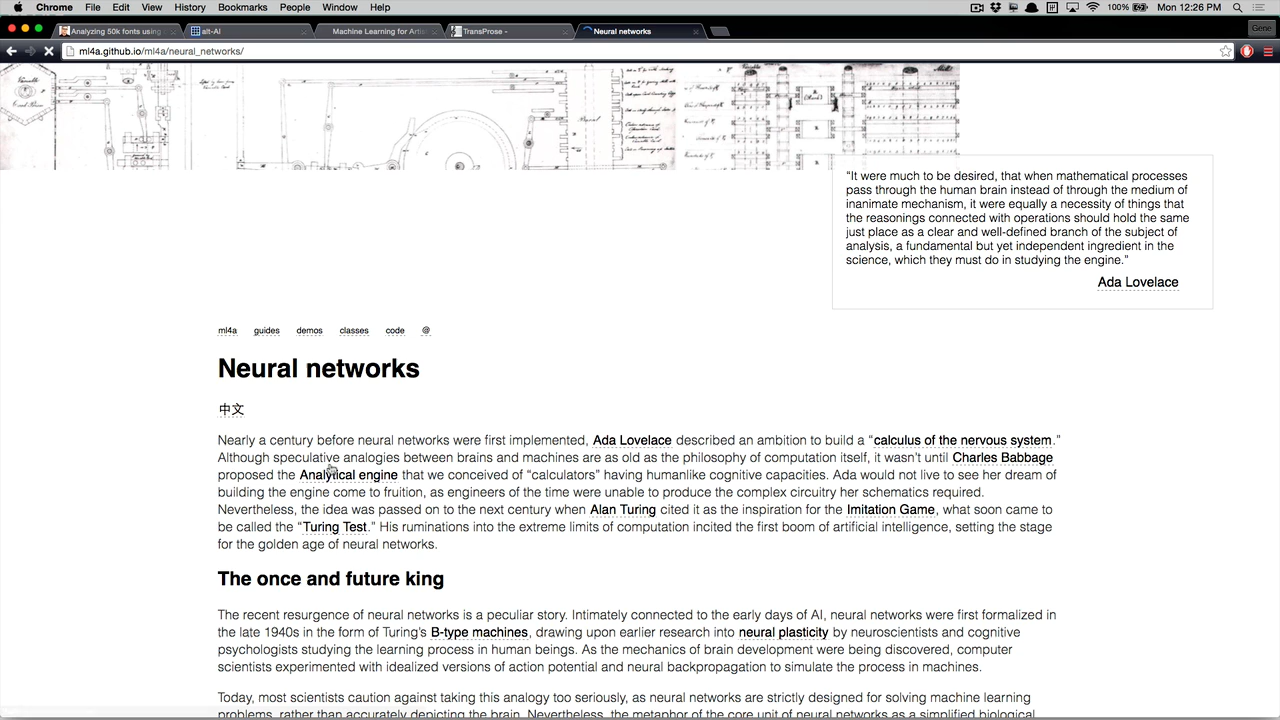 Chrome File Edit View History Bookmarks People Window Help 100% Mon 12:26 PM
Analyzing 50k fonts using alt-AI Machine Learning for Artis TransProse - Neural networks Gene
ml4a.github.io/ml4a/neural_networks/
“It were much to be desired, that when mathematical processes
pass through the human brain instead of through the medium of
inanimate mechanism, it were equally a necessity of things that
the reasonings connected with operations should hold the same
just place as a clear and well-defined branch of the subject of
analysis, a fundamental but yet independent ingredient in the
science, which they must do in studying the engine.”
Ada Lovelace
ml4a guides demos classes code @
Neural networks
中文
Nearly a century before neural networks were first implemented, Ada Lovelace described an ambition to build a “calculus of the nervous system.”
Although speculative analogies between brains and machines are as old as the philosophy of computation itself, it wasn’t until Charles Babbage
proposed the Analytical engine that we conceived of “calculators” having humanlike cognitive capacities. Ada would not live to see her dream of
building the engine come to fruition, as engineers of the time were unable to produce the complex circuitry her schematics required.
Nevertheless, the idea was passed on to the next century when Alan Turing cited it as the inspiration for the Imitation Game, what soon came to
be called the “Turing Test.” His ruminations into the extreme limits of computation incited the first boom of artificial intelligence, setting the stage
for the golden age of neural networks.
The once and future king
The recent resurgence of neural networks is a peculiar story. Intimately connected to the early days of AI, neural networks were first formalized in
the late 1940s in the form of Turing’s B-type machines, drawing upon earlier research into neural plasticity by neuroscientists and cognitive
psychologists studying the learning process in human beings. As the mechanics of brain development were being discovered, computer
scientists experimented with idealized versions of action potential and neural backpropagation to simulate the process in machines.
Today, most scientists caution against taking this analogy too seriously, as neural networks are strictly designed for solving machine learning
problems, rather than accurately depicting the brain. Nevertheless, the metaphor of the core unit of neural networks as a simplified biological